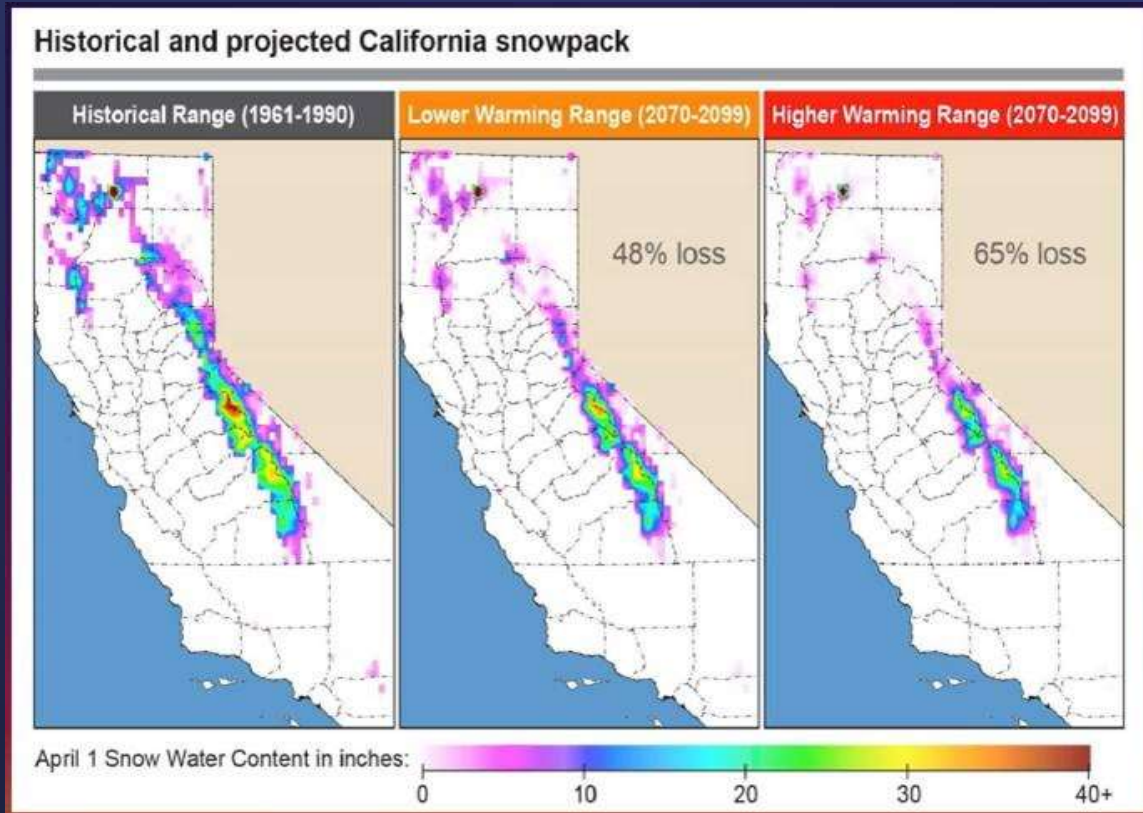 Historical and projected California snowpack
Historical Range (1961-1990)
Lower Warming Range (2070-2099)
Higher Warming Range (2070-2099)
48% loss
65% loss
April 1 Snow Water Content in inches:
0 10 20 30 40+